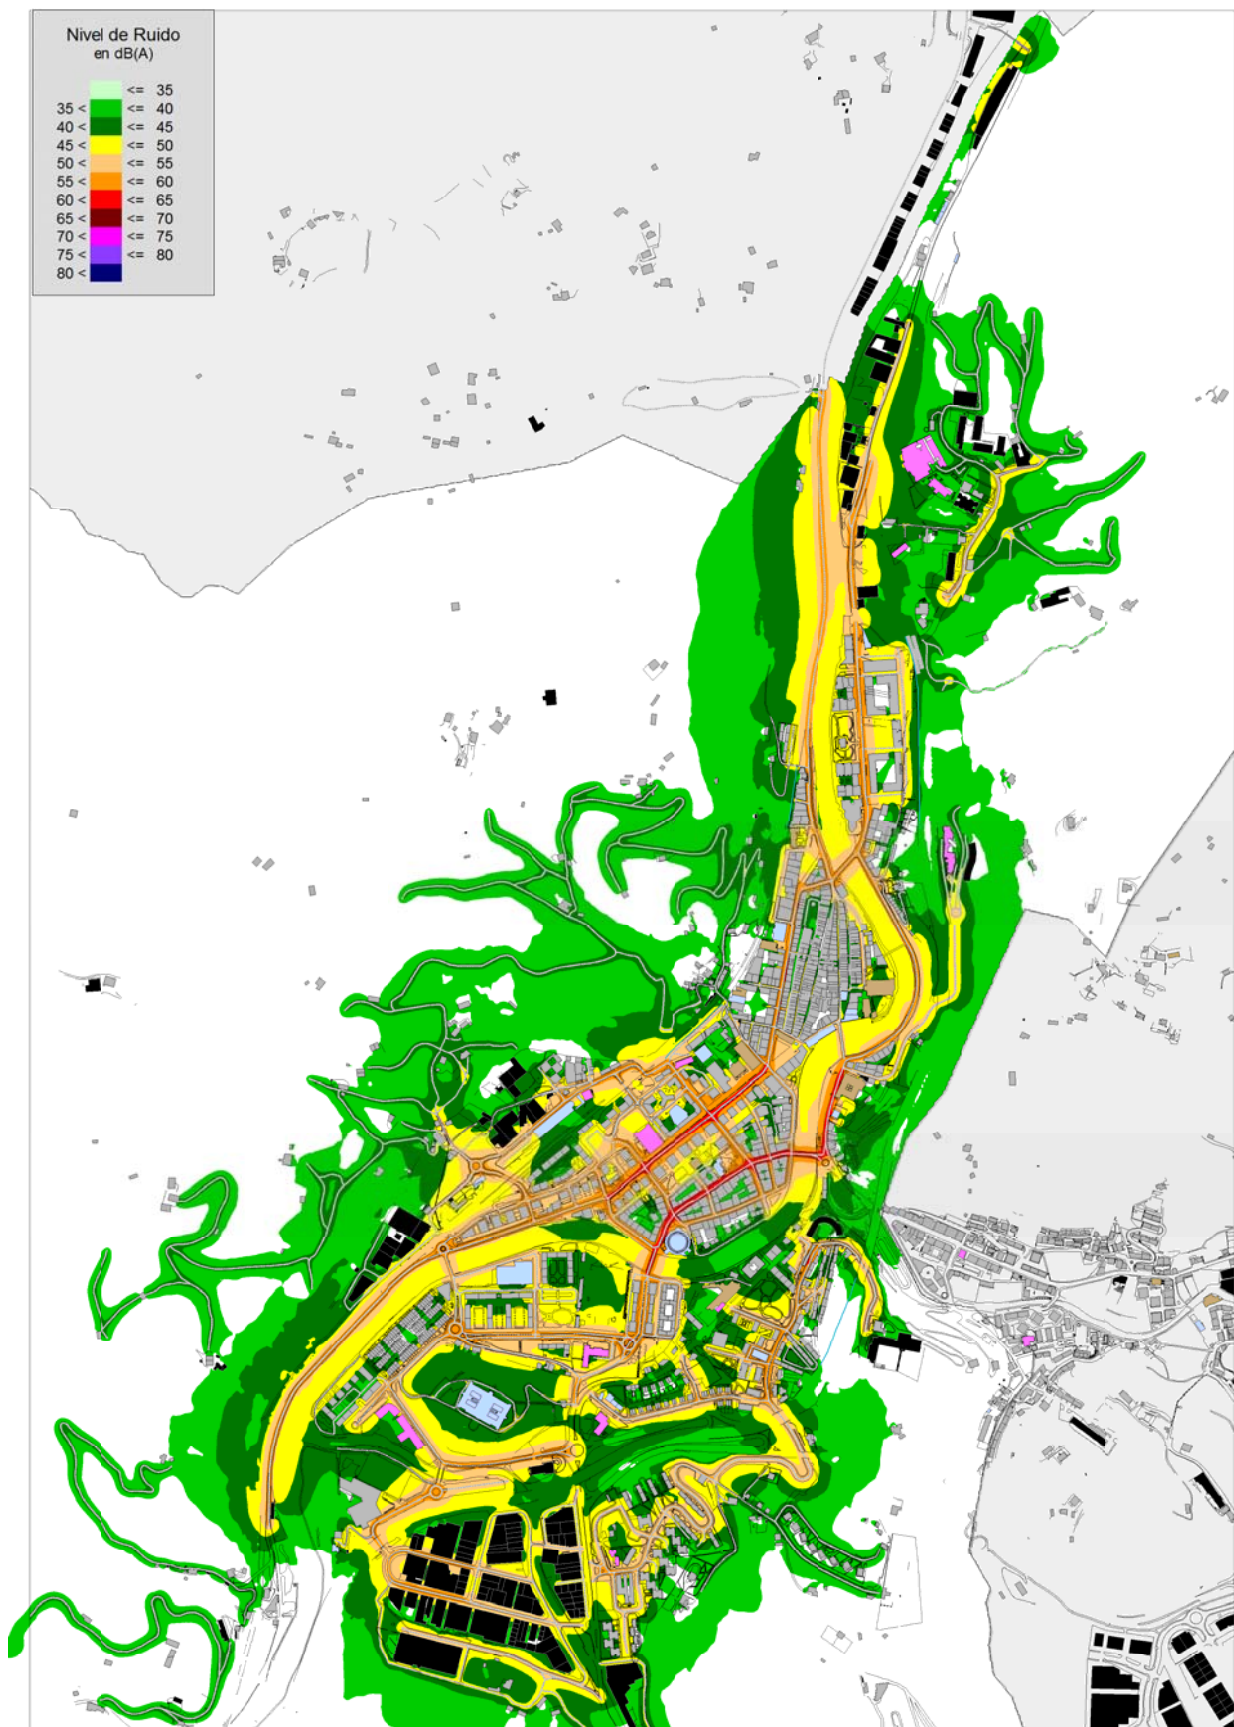 Nivel de Ruido
en dB(A)
<= 35
35 < <= 40
40 < <= 45
45 < <= 50
50 < <= 55
55 < <= 60
60 < <= 65
65 < <= 70
70 < <= 75
75 < <= 80
80 <